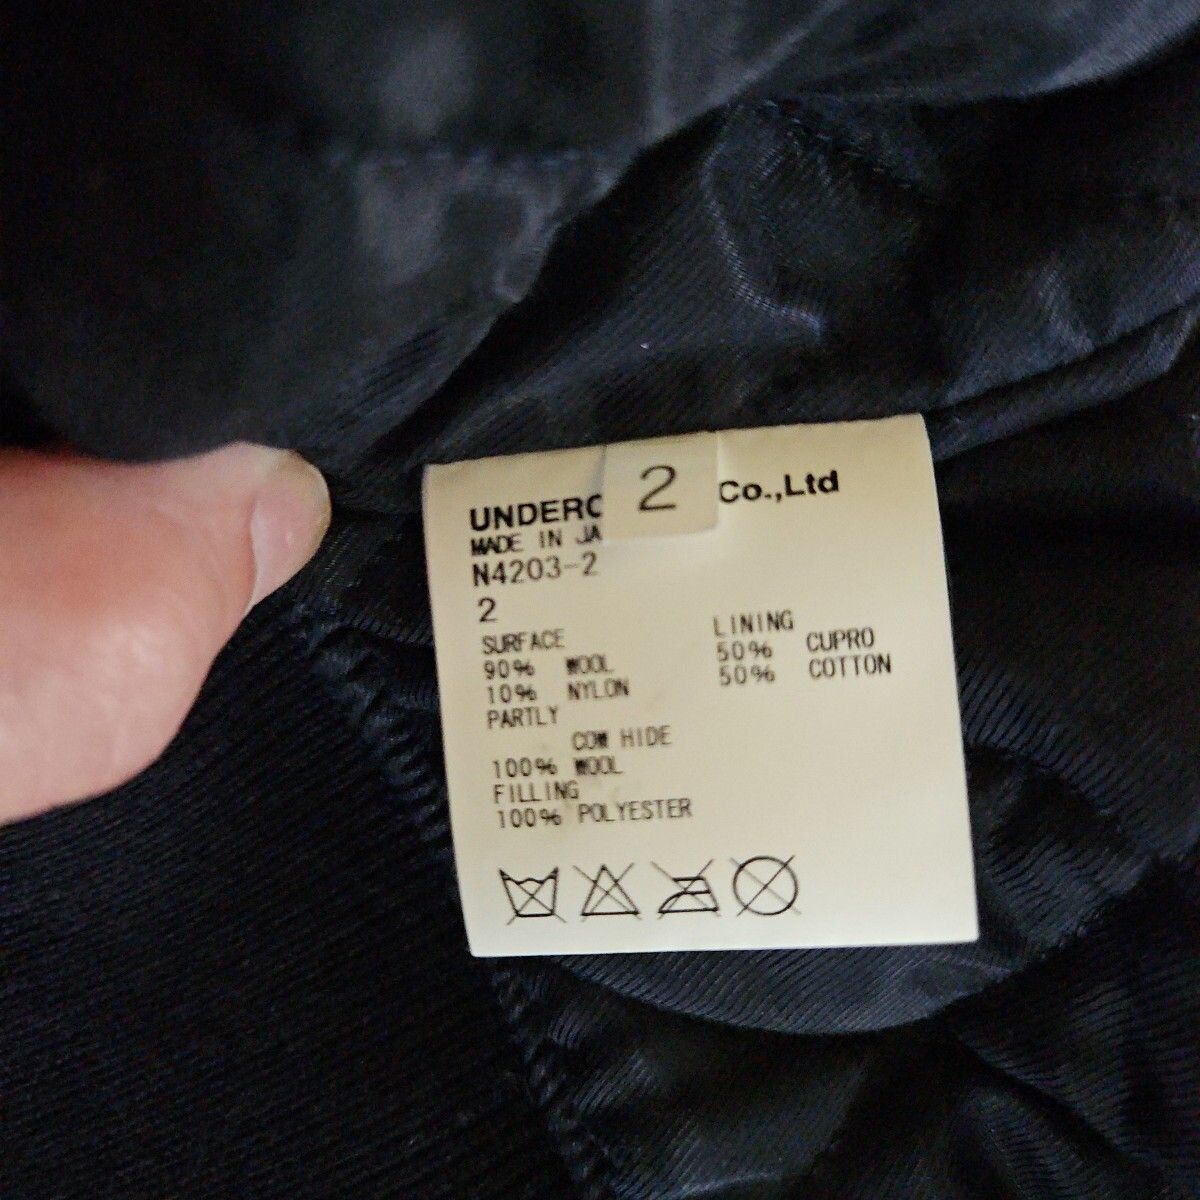 2
UNDERC Co.,Ltd
MADE IN JA
N4203-2
2
SURFACE
90% WOOL
10% NYLON
PARTLY
COW HIDE
100% WOOL
FILLING
100% POLYESTER
LINING
50% CUPRO
50% COTTON